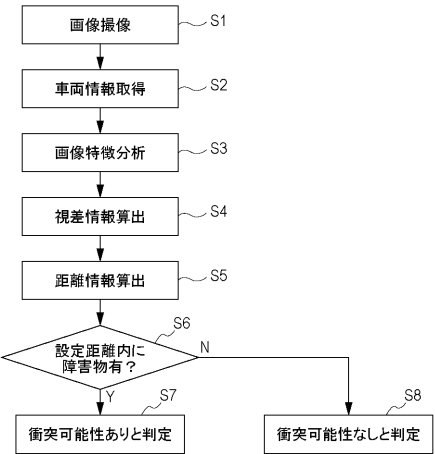 画像撮像
S1
車両情報取得
S2
画像特徴分析
S3
視差情報算出
S4
距離情報算出
S5
S6
設定距離内に
障害物有？
N
Y
S7
衝突可能性ありと判定
S8
衝突可能性なしと判定